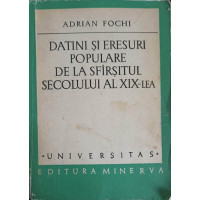 ADRIAN FOCHI
DATINI ȘI ERESURI
POPULARE
DE LA SFÎRȘITUL
SECOLULUI AL XIX-LEA
•UNIVERSITAS•
EDITURA MINERVA